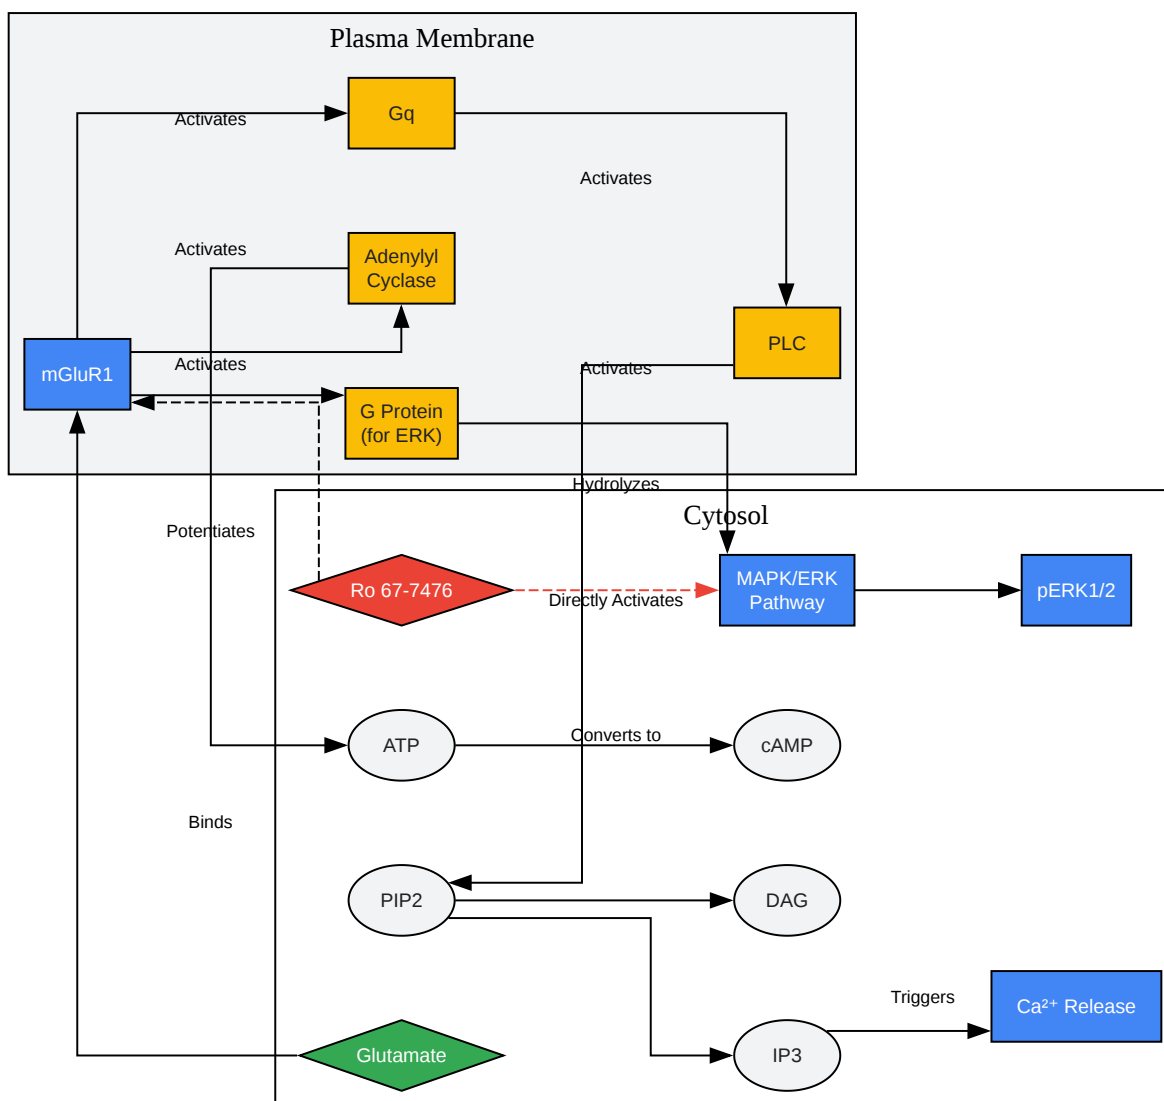 Plasma Membrane
Gq
Activates
Activates
Activates
Adenylyl
Cyclase
PLC
mGluR1
Activates
Activates
G Protein
(for ERK)
Hydrolyzes
Cytosol
Potentiates
Ro 67-7476
Directly Activates
MAPK/ERK
Pathway
pERK1/2
ATP
Converts to
cAMP
Binds
PIP2
DAG
Triggers
Ca²⁺ Release
Glutamate
IP3